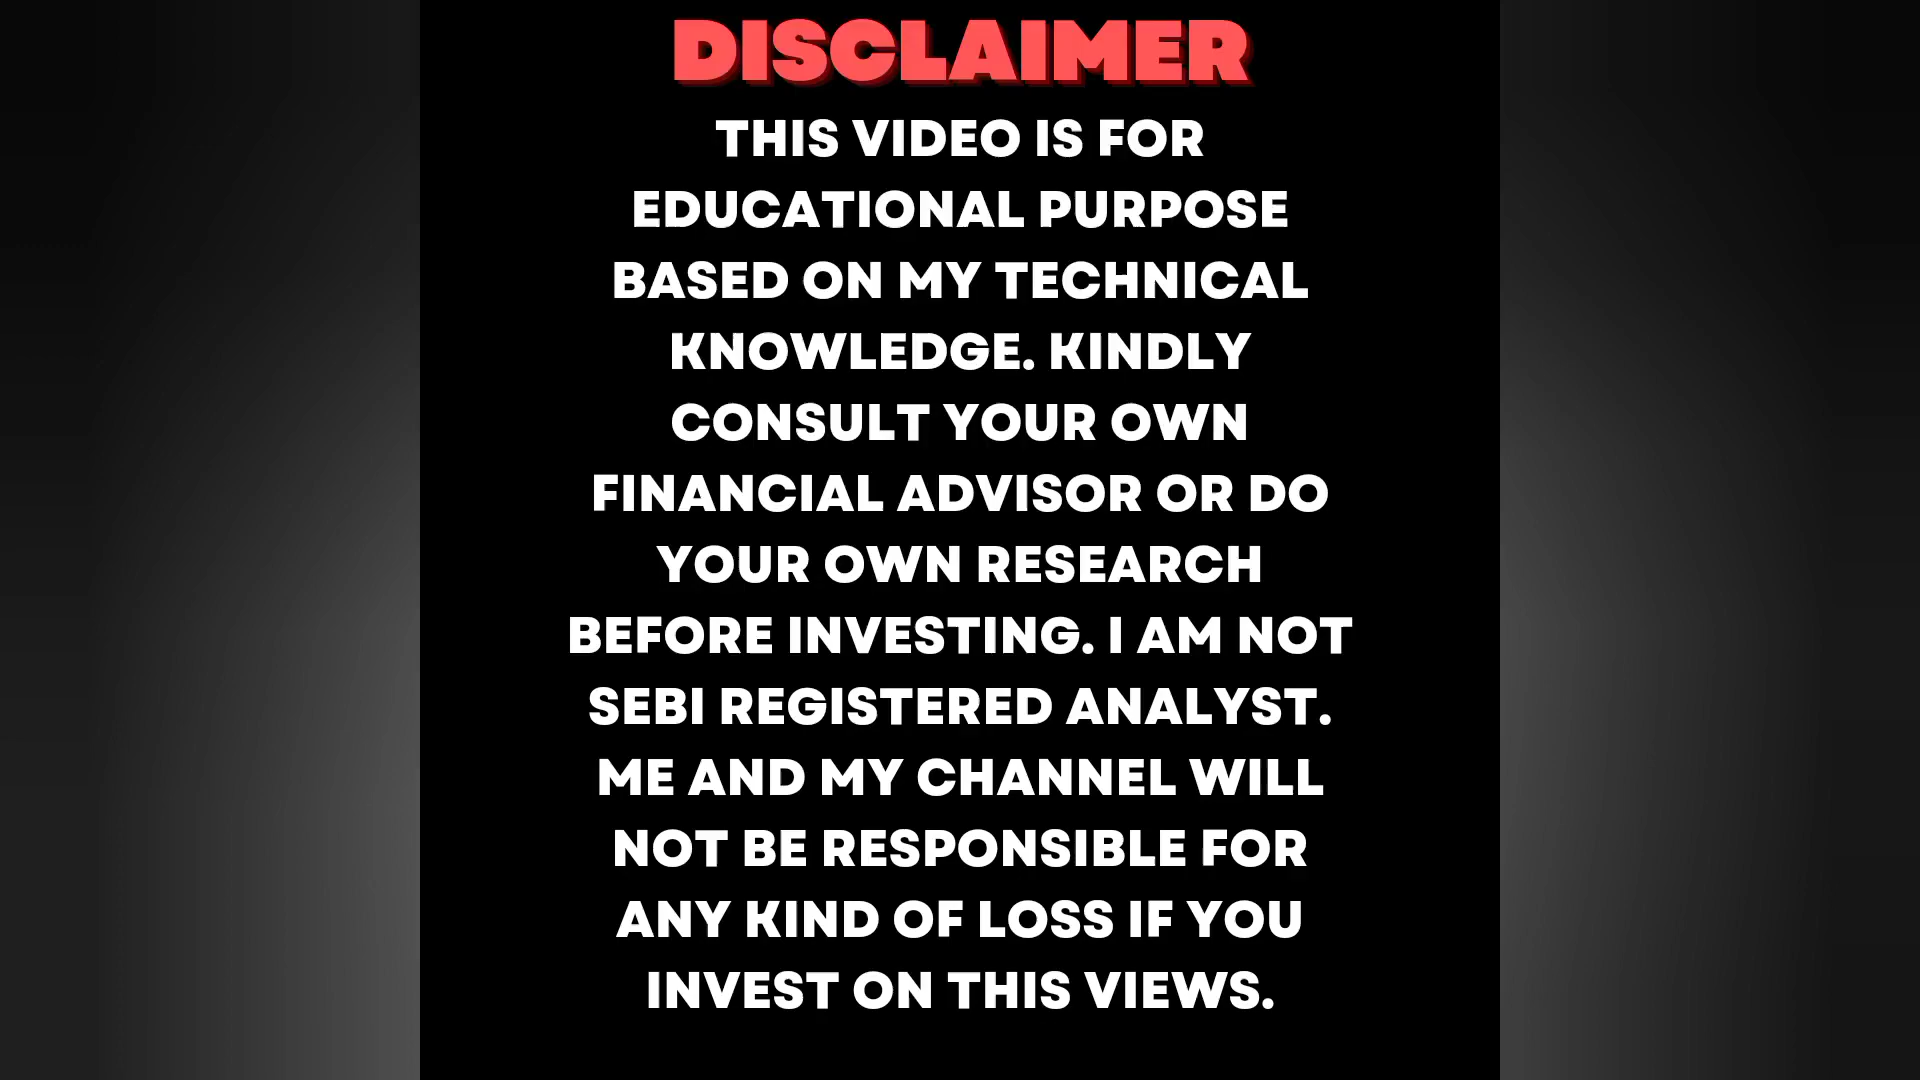 DISCLAIMER
THIS VIDEO IS FOR
EDUCATIONAL PURPOSE
BASED ON MY TECHNICAL
KNOWLEDGE. KINDLY
CONSULT YOUR OWN
FINANCIAL ADVISOR OR DO
YOUR OWN RESEARCH
BEFORE INVESTING. I AM NOT
SEBI REGISTERED ANALYST.
ME AND MY CHANNEL WILL
NOT BE RESPONSIBLE FOR
ANY KIND OF LOSS IF YOU
INVEST ON THIS VIEWS.